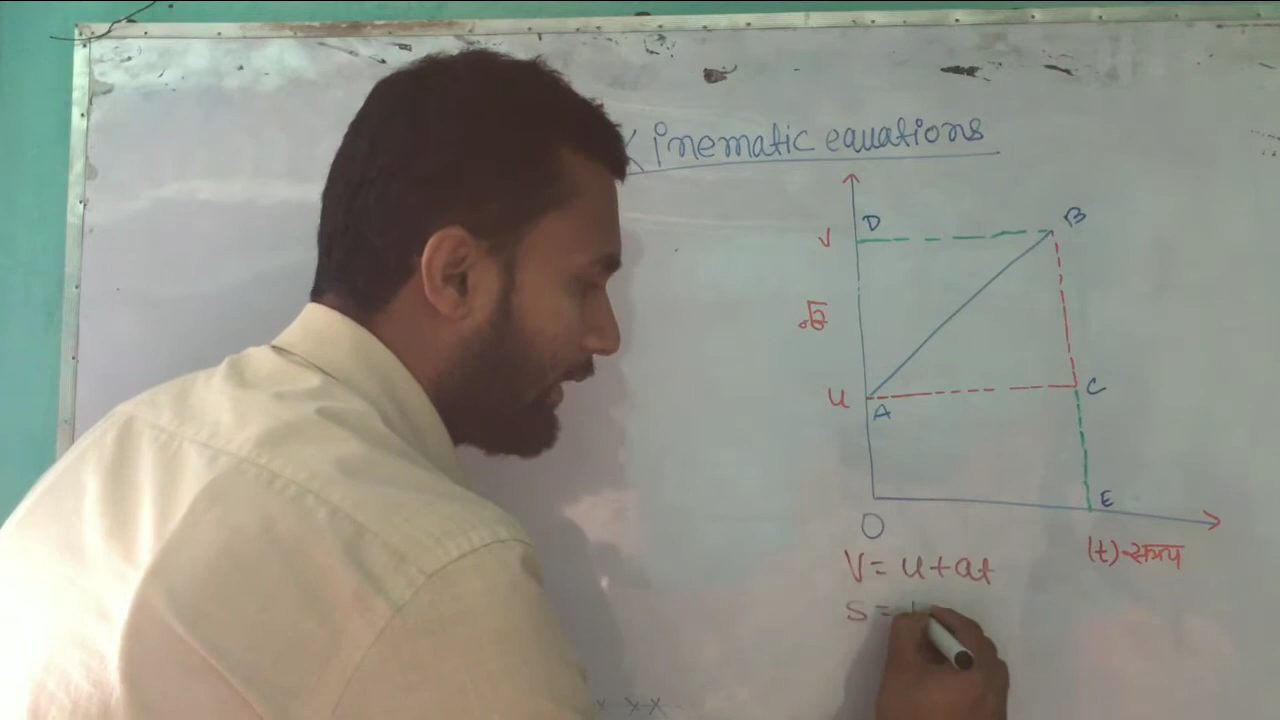 Kinematic equations
D
B
V
वेग
U
A
C
O
E
(t) समय
V = u + at
S =
x x x